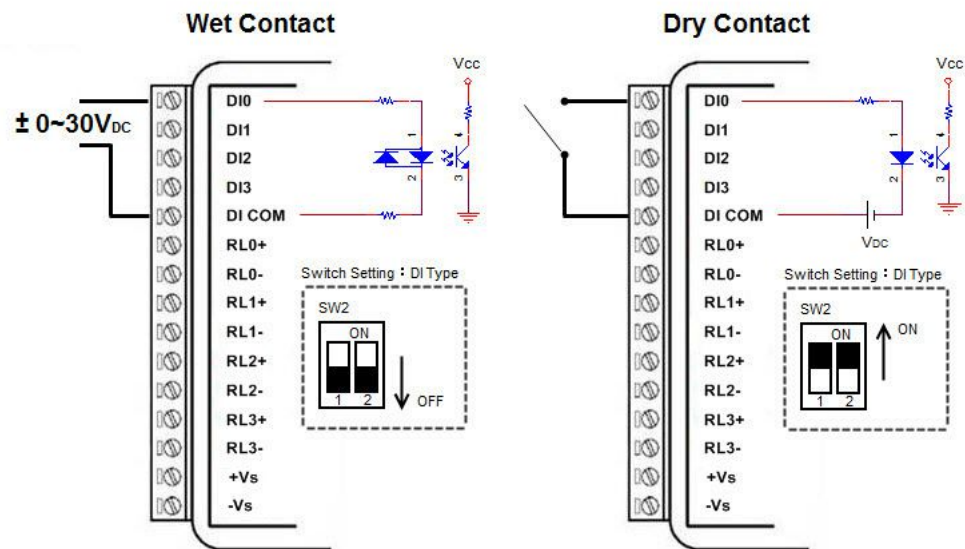 Wet Contact
± 0~30VDC
DI0
DI1
DI2
DI3
DI COM
RL0+
RL0-
RL1+
RL1-
RL2+
RL2-
RL3+
RL3-
+Vs
-Vs
Vcc
1
2
4
3
Switch Setting : DI Type
SW2
ON
1 2
OFF
Dry Contact
DI0
DI1
DI2
DI3
DI COM
RL0+
RL0-
RL1+
RL1-
RL2+
RL2-
RL3+
RL3-
+Vs
-Vs
Vcc
1
2
4
3
VDC
Switch Setting : DI Type
SW2
ON
1 2
ON